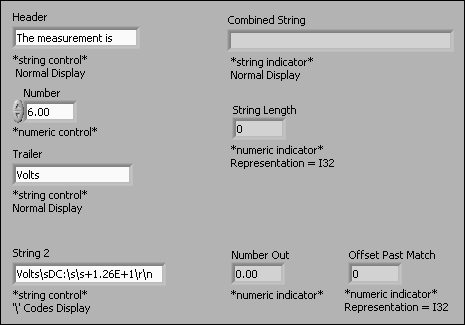 Header
The measurement is
*string control*
Normal Display
Number
6.00
*numeric control*
Trailer
Volts
*string control*
Normal Display
Combined String
*string indicator*
Normal Display
String Length
0
*numeric indicator*
Representation = I32
String 2
Volts\sDC:\s\s+1.26E+1\r\n
*string control*
'\' Codes Display
Number Out
0.00
*numeric indicator*
Offset Past Match
0
*numeric indicator*
Representation = I32